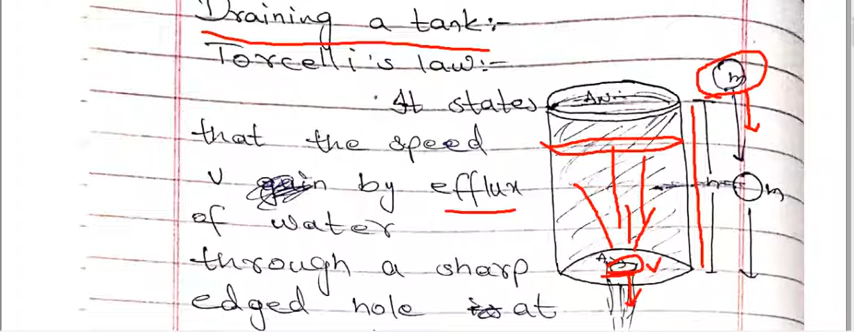 Draining a tank:-
Torcelli's law:-
It states
that the speed
v gain by efflux
of water
through a sharp
edged hole at
Aw
m
h
m
v